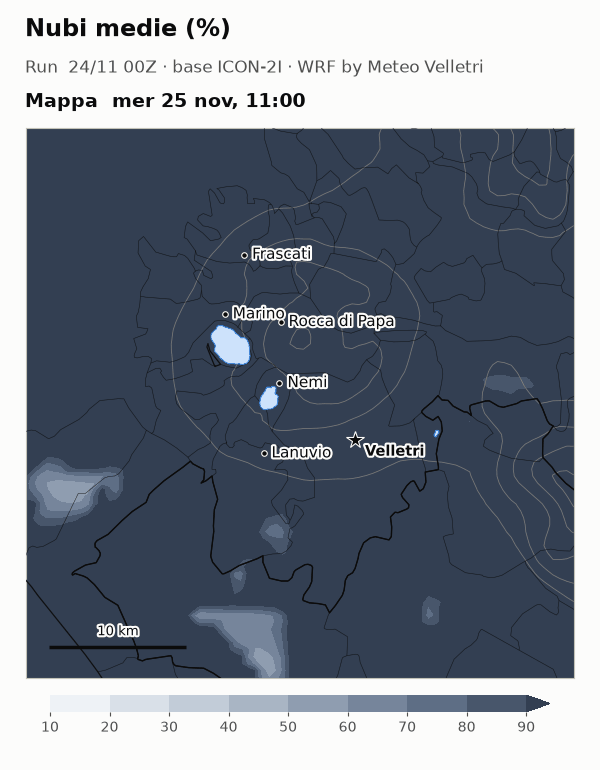 Nubi medie (%)
Run  24/11 00Z · base ICON-2I · WRF by Meteo Velletri
Mappa  mer 25 nov, 11:00
Frascati
Marino
Rocca di Papa
Nemi
Velletri
Lanuvio
10 km
10 20 30 40 50 60 70 80 90